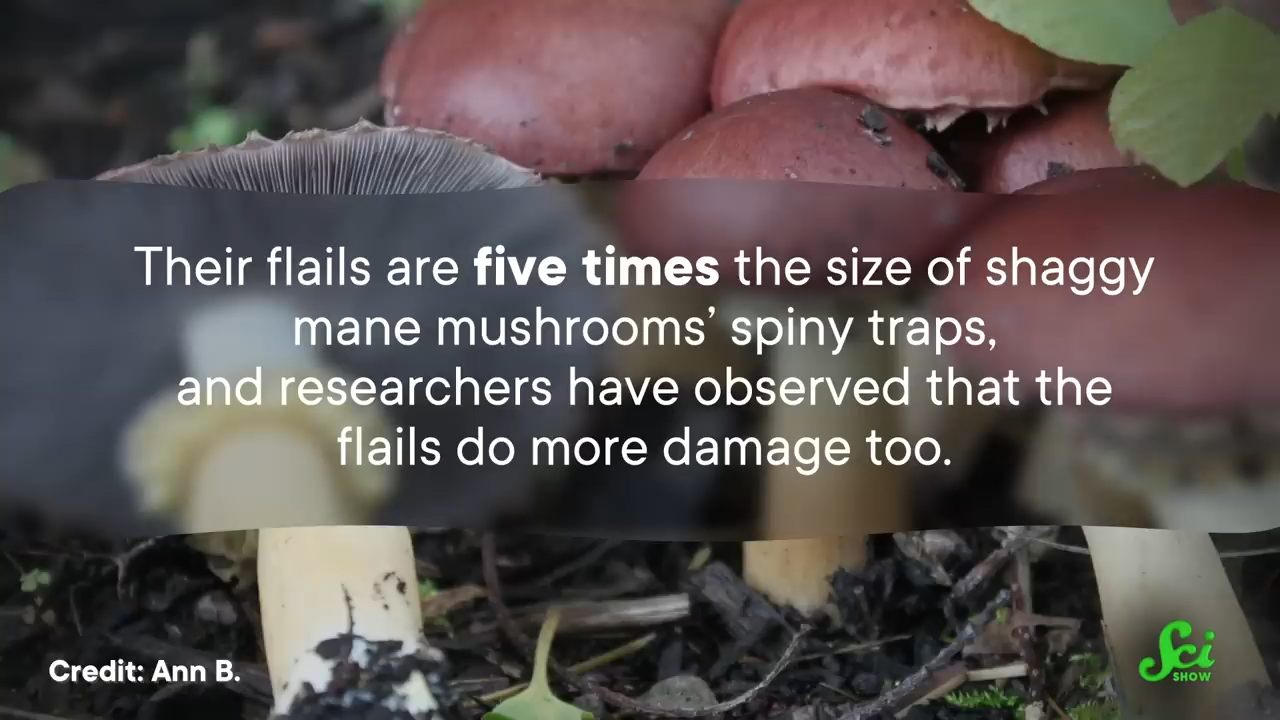 Their flails are five times the size of shaggy
mane mushrooms’ spiny traps,
and researchers have observed that the
flails do more damage too.
Credit: Ann B.
Sci
SHOW